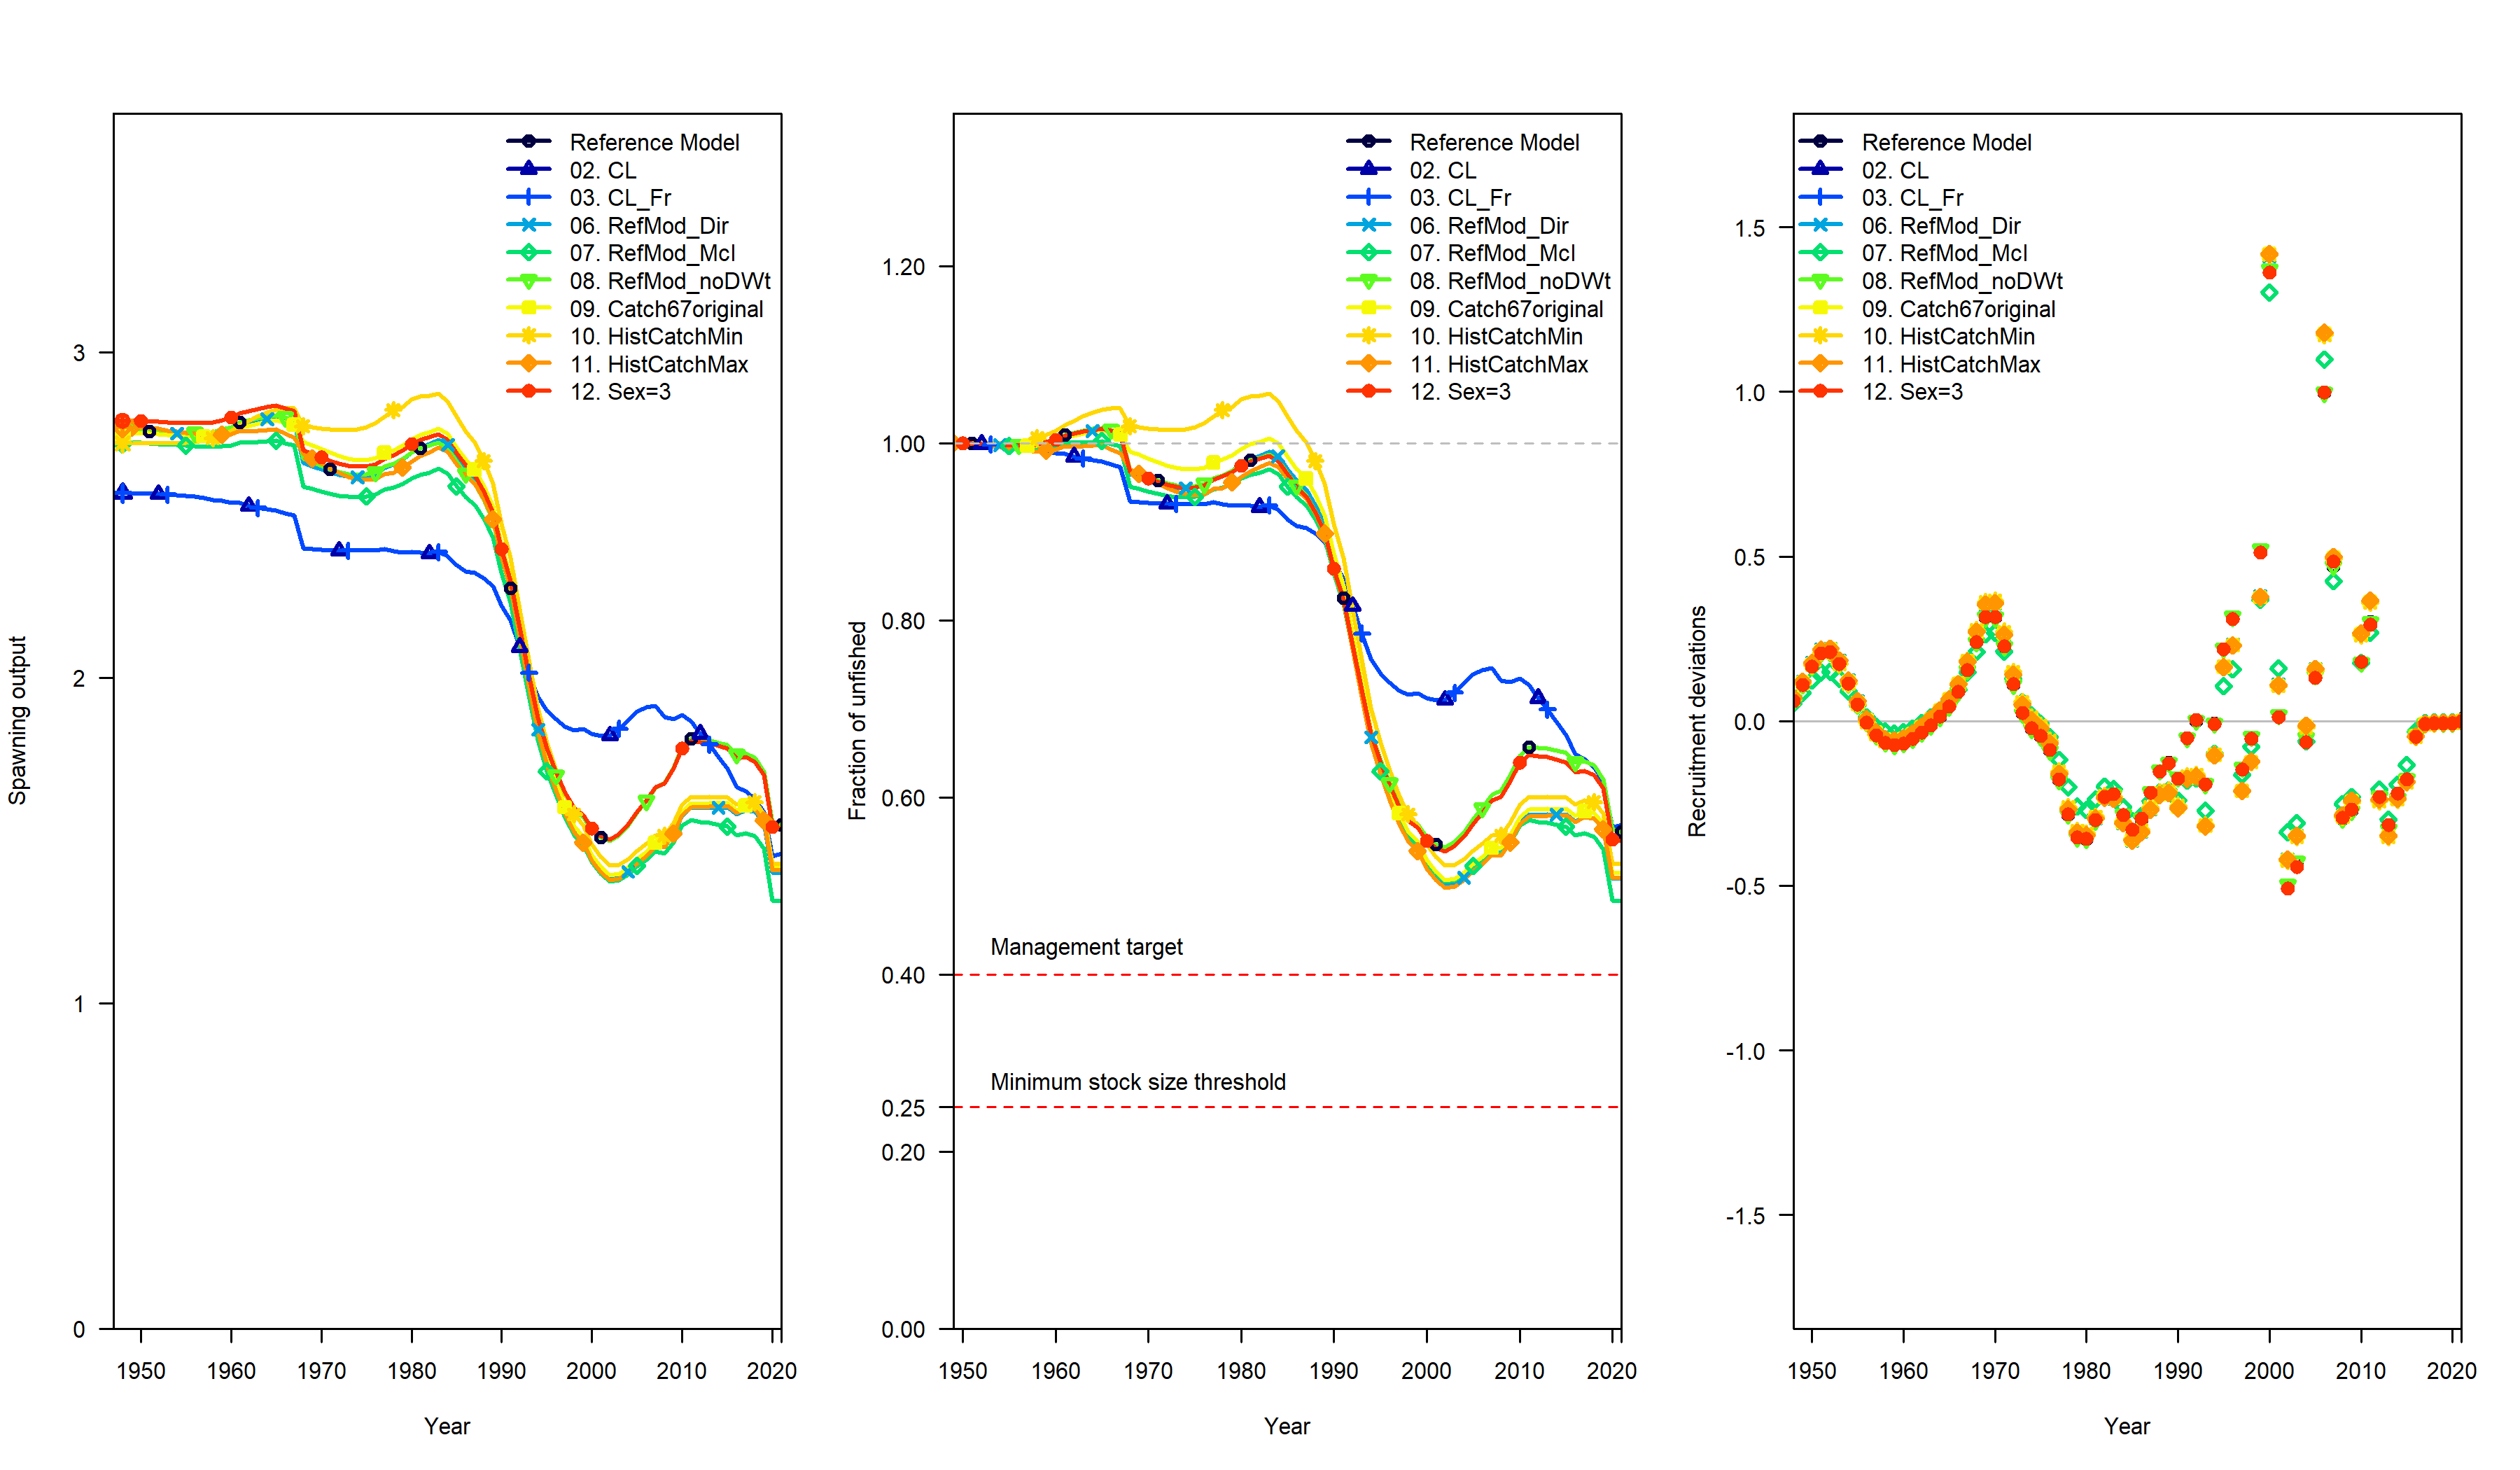 Reference Model
02. CL
03. CL_Fr
06. RefMod_Dir
07. RefMod_McI
08. RefMod_noDWt
09. Catch67original
10. HistCatchMin
11. HistCatchMax
12. Sex=3
3
2
1
0
Spawning output
1950 1960 1970 1980 1990 2000 2010 2020
Year
Reference Model
02. CL
03. CL_Fr
06. RefMod_Dir
07. RefMod_McI
08. RefMod_noDWt
09. Catch67original
10. HistCatchMin
11. HistCatchMax
12. Sex=3
1.20
1.00
0.80
0.60
0.40
0.25
0.20
0.00
Fraction of unfished
Management target
Minimum stock size threshold
1950 1960 1970 1980 1990 2000 2010 2020
Year
Reference Model
02. CL
03. CL_Fr
06. RefMod_Dir
07. RefMod_McI
08. RefMod_noDWt
09. Catch67original
10. HistCatchMin
11. HistCatchMax
12. Sex=3
1.5
1.0
0.5
0.0
-0.5
-1.0
-1.5
Recruitment deviations
1950 1960 1970 1980 1990 2000 2010 2020
Year